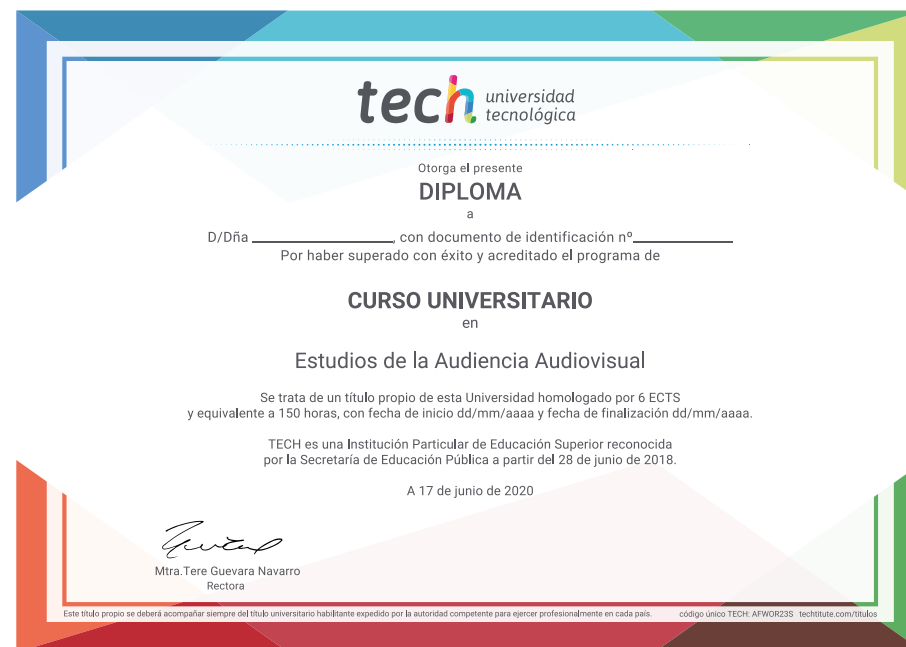 tech universidad
tecnológica
Otorga el presente
DIPLOMA
a
D/Dña ____________________, con documento de identificación nº______________
Por haber superado con éxito y acreditado el programa de
CURSO UNIVERSITARIO
en
Estudios de la Audiencia Audiovisual
Se trata de un título propio de esta Universidad homologado por 6 ECTS
y equivalente a 150 horas, con fecha de inicio dd/mm/aaaa y fecha de finalización dd/mm/aaaa.
TECH es una Institución Particular de Educación Superior reconocida
por la Secretaría de Educación Pública a partir del 28 de junio de 2018.
A 17 de junio de 2020
Mtra.Tere Guevara Navarro
Rectora
Este título propio se deberá acompañar siempre del título universitario habilitante expedido por la autoridad competente para ejercer profesionalmente en cada país. código único TECH: AFWOR23S techtitute.com/titulos